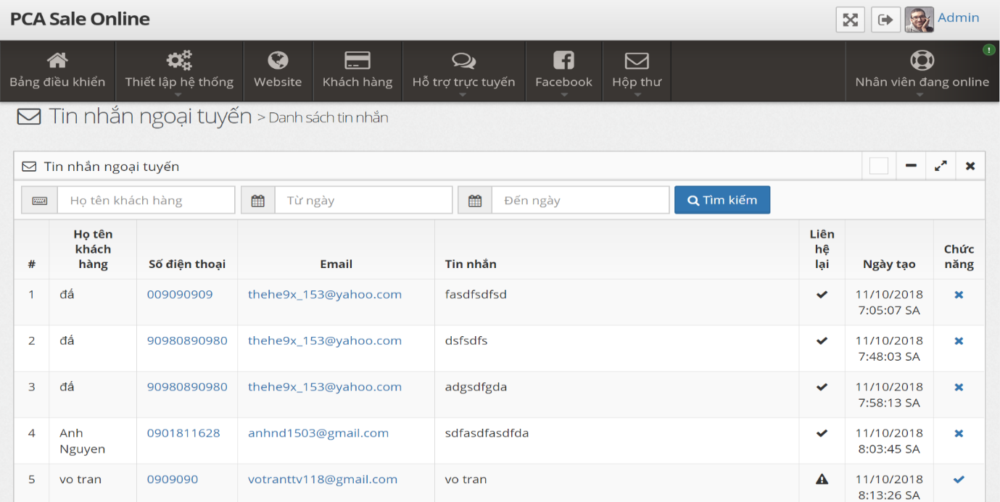 PCA Sale Online
Admin
Bảng điều khiển
Thiết lập hệ thống
Website
Khách hàng
Hỗ trợ trực tuyến
Facebook
Hộp thư
Nhân viên đang online
Tin nhắn ngoại tuyến > Danh sách tin nhắn
Tin nhắn ngoại tuyến
Họ tên khách hàng
Từ ngày
Đến ngày
Tìm kiếm
# Họ tên khách hàng Số điện thoại Email Tin nhắn Liên hệ lại Ngày tạo Chức năng
1 đấ 009090909 thehe9x_153@yahoo.com fasdfsdfsd 11/10/2018 7:05:07 SA
2 đấ 90980890980 thehe9x_153@yahoo.com dsfsdfs 11/10/2018 7:48:03 SA
3 đấ 90980890980 thehe9x_153@yahoo.com adgsdfgda 11/10/2018 7:58:13 SA
4 Anh Nguyen 0901811628 anhnd1503@gmail.com sdfasdfasdfda 11/10/2018 8:03:45 SA
5 vo tran 0909090 votranttv118@gmail.com vo tran 11/10/2018 8:13:26 SA